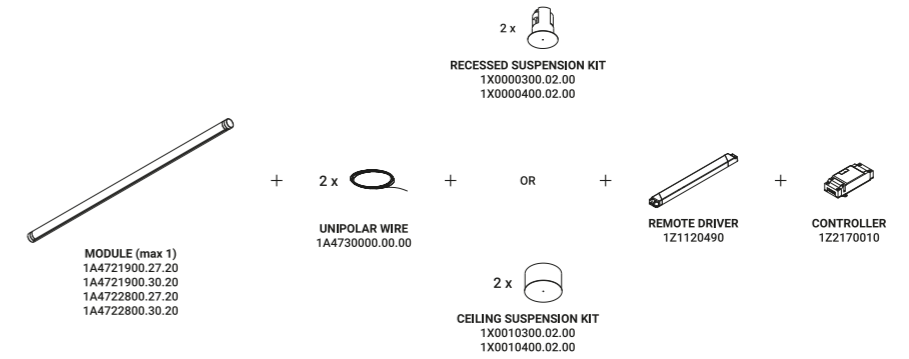 2 x
RECESSED SUSPENSION KIT
1X0000300.02.00
1X0000400.02.00
MODULE (max 1)
1A4721900.27.20
1A4721900.30.20
1A4722800.27.20
1A4722800.30.20
+
2 x
UNIPOLAR WIRE
1A4730000.00.00
+
OR
+
REMOTE DRIVER
1Z1120490
+
CONTROLLER
1Z2170010
2 x
CEILING SUSPENSION KIT
1X0010300.02.00
1X0010400.02.00